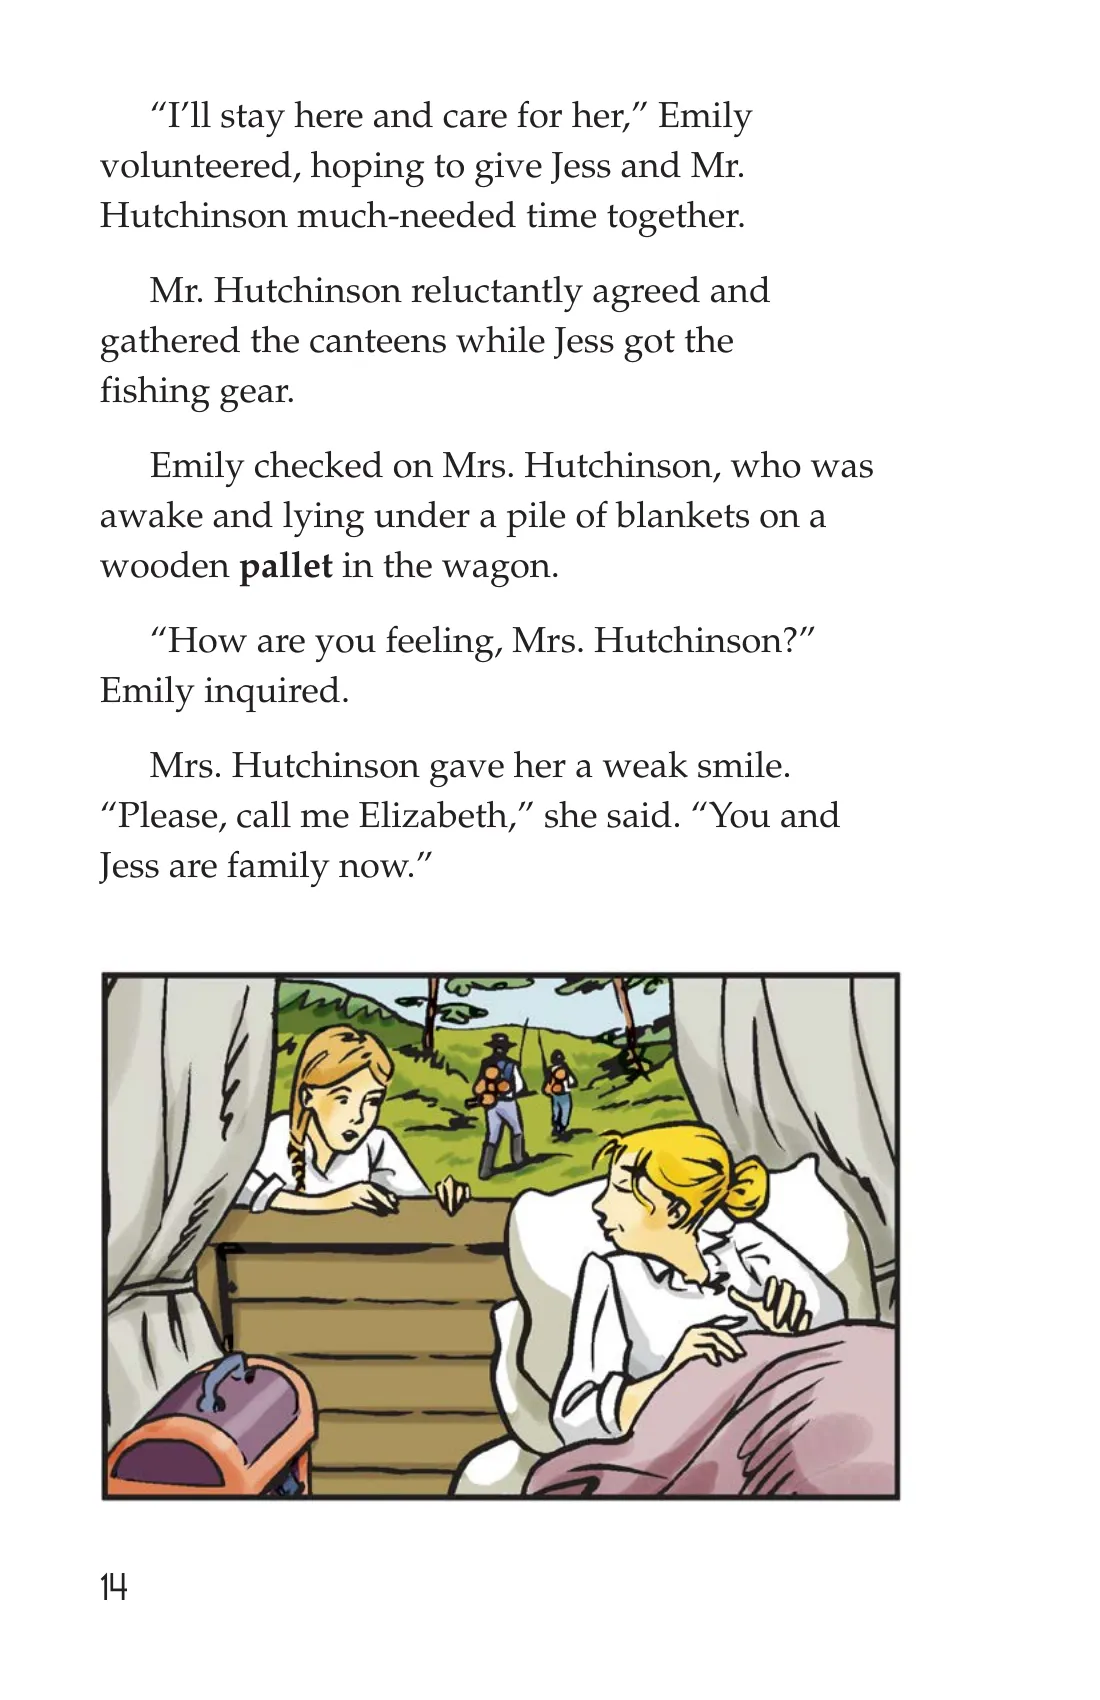 “I’ll stay here and care for her,” Emily
volunteered, hoping to give Jess and Mr.
Hutchinson much-needed time together.
Mr. Hutchinson reluctantly agreed and
gathered the canteens while Jess got the
fishing gear.
Emily checked on Mrs. Hutchinson, who was
awake and lying under a pile of blankets on a
wooden pallet in the wagon.
“How are you feeling, Mrs. Hutchinson?”
Emily inquired.
Mrs. Hutchinson gave her a weak smile.
“Please, call me Elizabeth,” she said. “You and
Jess are family now.”
14